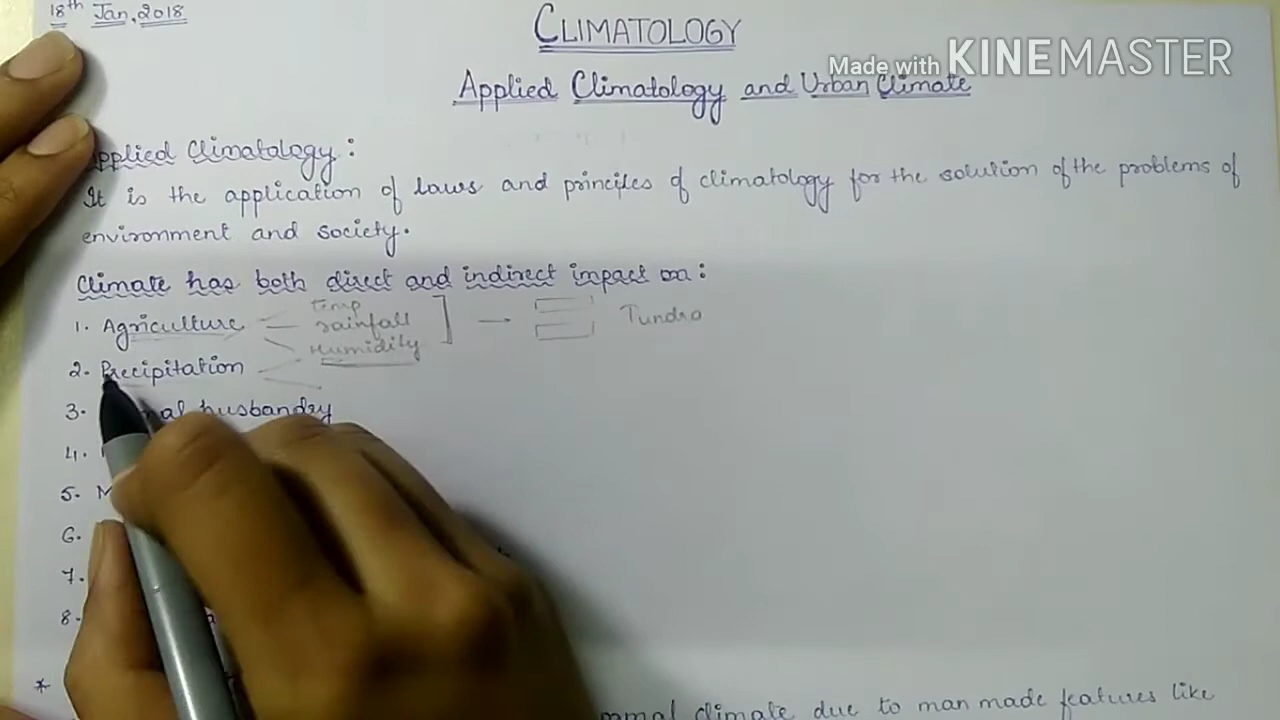 18th Jan, 2018
CLIMATOLOGY
Made with KINEMASTER
Applied Climatology and Urban Climate
Applied Climatology:
It is the application of laws and principles of climatology for the solution of the problems of
environment and society.
Climate has both direct and indirect impact on:
temp
1. Agriculture rainfall Tundra
Humidity
2. Precipitation
3. husbandry
4.
5. M
6.
7.
8.
* climate due to man made features like